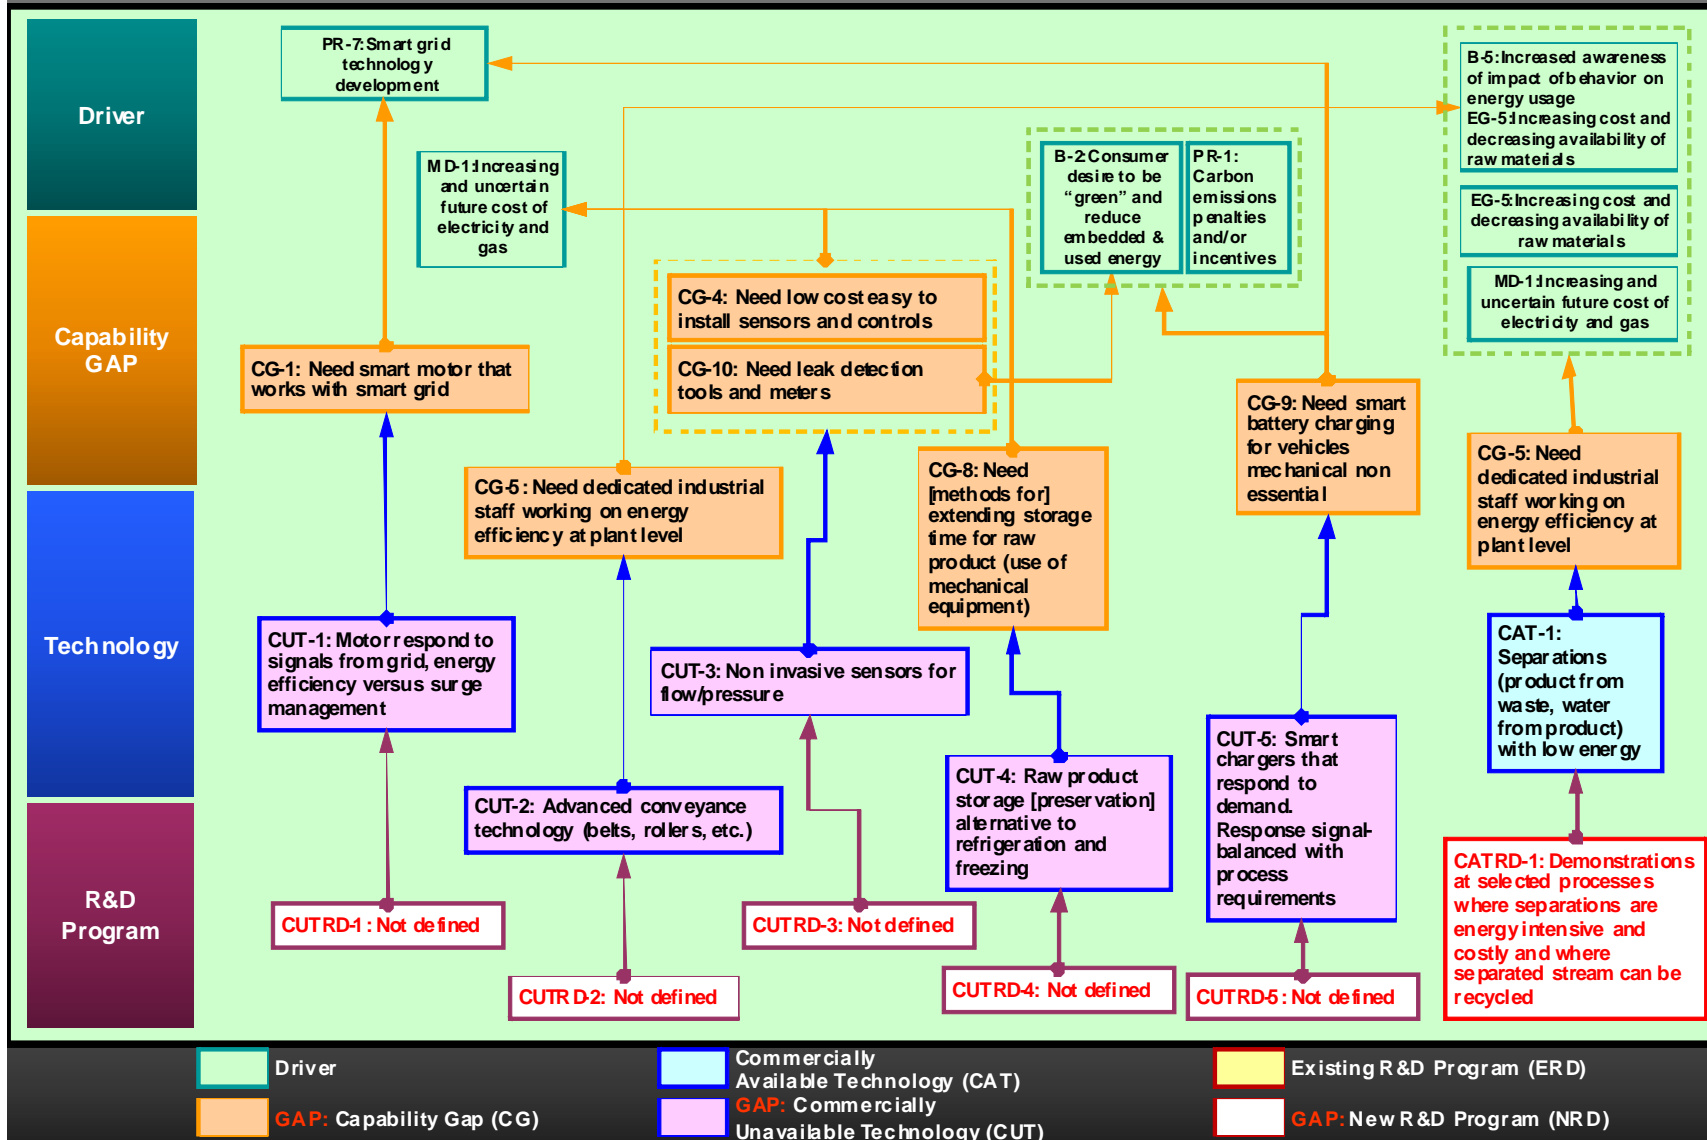 Driver
Capability
GAP
Technology
R&D
Program
PR-7:Smart grid
technology
development
MD-1:Increasing
and uncertain
future cost of
electricity and
gas
B-2:Consumer
desire to be
“green” and
reduce
embedded &
used energy
PR-1:
Carbon
emissions
penalties
and/or
incentives
B-5:Increased awareness
of impact of behavior on
energy usage
EG-5:Increasing cost and
decreasing availability of
raw materials
EG-5:Increasing cost and
decreasing availability of
raw materials
MD-1:Increasing and
uncertain future cost of
electricity and gas
CG-1: Need smart motor that
works with smart grid
CG-4: Need low cost easy to
install sensors and controls
CG-10: Need leak detection
tools and meters
CG-5: Need dedicated industrial
staff working on energy
efficiency at plant level
CG-8: Need
[methods for]
extending storage
time for raw
product (use of
mechanical
equipment)
CG-9: Need smart
battery charging
for vehicles
mechanical non
essential
CG-5: Need
dedicated industrial
staff working on
energy efficiency at
plant level
CUT-1: Motor respond to
signals from grid, energy
efficiency versus surge
management
CUT-2: Advanced conveyance
technology (belts, rollers, etc.)
CUT-3: Non invasive sensors for
flow/pressure
CUT-4: Raw product
storage [preservation]
alternative to
refrigeration and
freezing
CUT-5: Smart
chargers that
respond to
demand.
Response signal-
balanced with
process
requirements
CAT-1:
Separations
(product from
waste, water
from product)
with low energy
CUTRD-1: Not defined
CUTRD-2: Not defined
CUTRD-3: Not defined
CUTRD-4: Not defined
CUTRD-5: Not defined
CATRD-1: Demonstrations
at selected processes
where separations are
energy intensive and
costly and where
separated stream can be
recycled
Driver
GAP: Capability Gap (CG)
Commercially
Available Technology (CAT)
GAP: Commercially
Unavailable Technology (CUT)
Existing R&D Program (ERD)
GAP: New R&D Program (NRD)